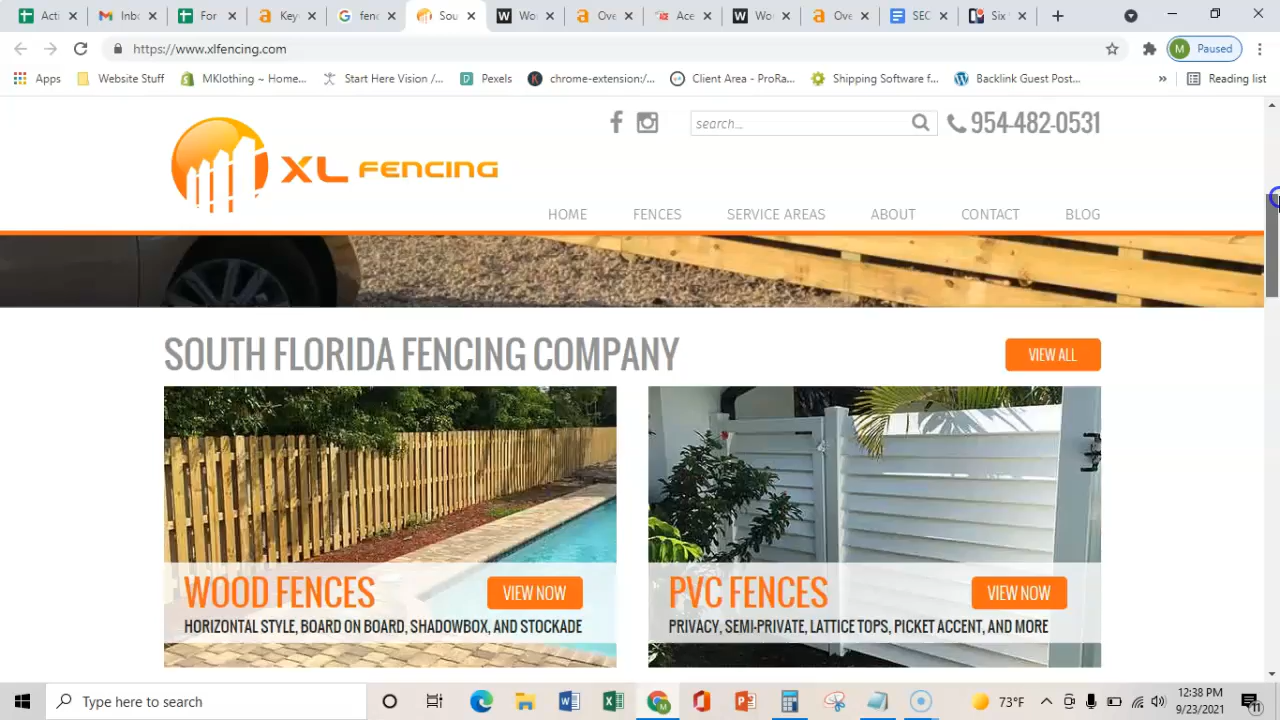 Acti
Inbo
For
Key
fenc
Sou
Wo
Ove
Ace
Wo
Ove
SEC
Six
https://www.xlfencing.com
M
Paused
Apps
Website Stuff
MKlothing ~ Home...
Start Here Vision /...
Pexels
chrome-extension:/...
Client Area - ProRa...
Shipping Software f...
Backlink Guest Post...
»
Reading list
search...
954-482-0531
XL FENCING
HOME
FENCES
SERVICE AREAS
ABOUT
CONTACT
BLOG
SOUTH FLORIDA FENCING COMPANY
VIEW ALL
WOOD FENCES
VIEW NOW
HORIZONTAL STYLE, BOARD ON BOARD, SHADOWBOX, AND STOCKADE
PVC FENCES
VIEW NOW
PRIVACY, SEMI-PRIVATE, LATTICE TOPS, PICKET ACCENT, AND MORE
Type here to search
73°F
12:38 PM
9/23/2021